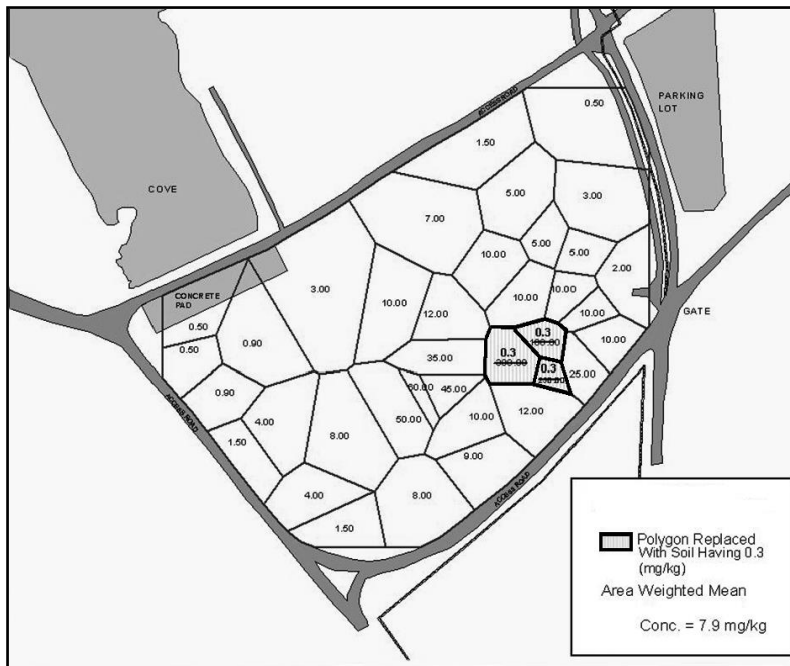 0.50
PARKING
LOT
ACCESS ROAD
1.50
COVE
5.00
3.00
7.00
5.00
5.00
10.00
2.00
3.00
10.00
CONCRETE
PAD
10.00
10.00
12.00
10.00
GATE
0.50
0.3
10.00
0.90
0.50
0.3
35.00
0.3
25.00
0.90
45.00
12.00
10.00
50.00
4.00
ACCESS ROAD
8.00
1.50
9.00
4.00
8.00
ACCESS ROAD
1.50
Polygon Replaced
With Soil Having 0.3
(mg/kg)
Area Weighted Mean
Conc. = 7.9 mg/kg